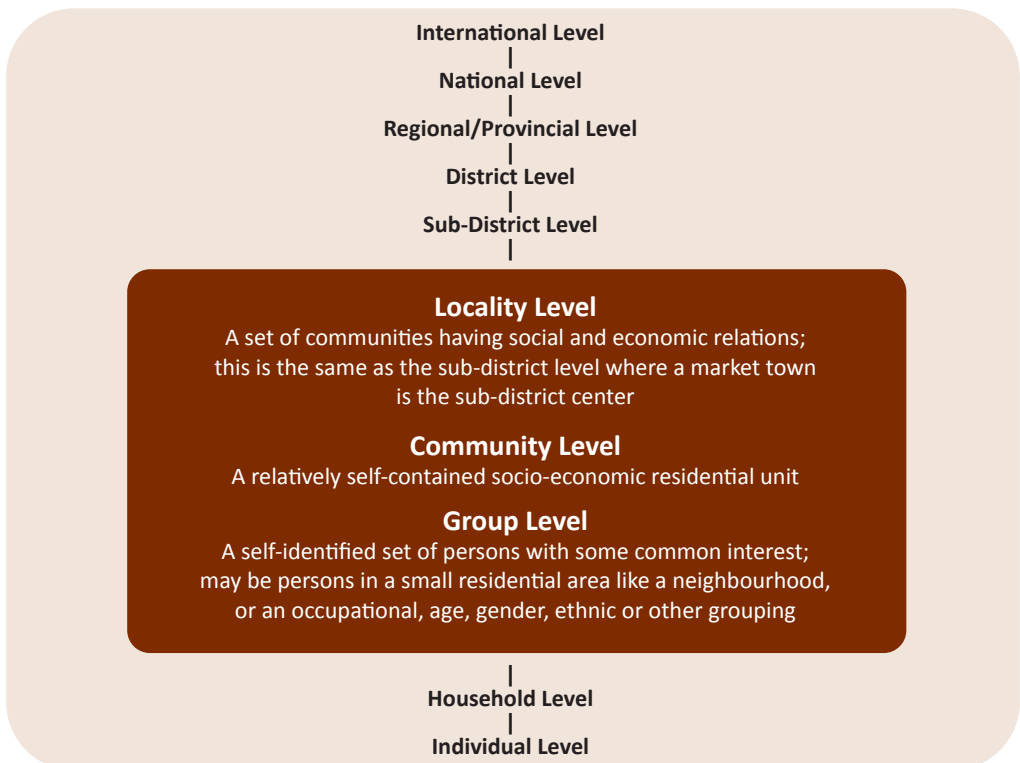 International Level
National Level
Regional/Provincial Level
District Level
Sub-District Level
Locality Level
A set of communities having social and economic relations;
this is the same as the sub-district level where a market town
is the sub-district center
Community Level
A relatively self-contained socio-economic residential unit
Group Level
A self-identified set of persons with some common interest;
may be persons in a small residential area like a neighbourhood,
or an occupational, age, gender, ethnic or other grouping
Household Level
Individual Level